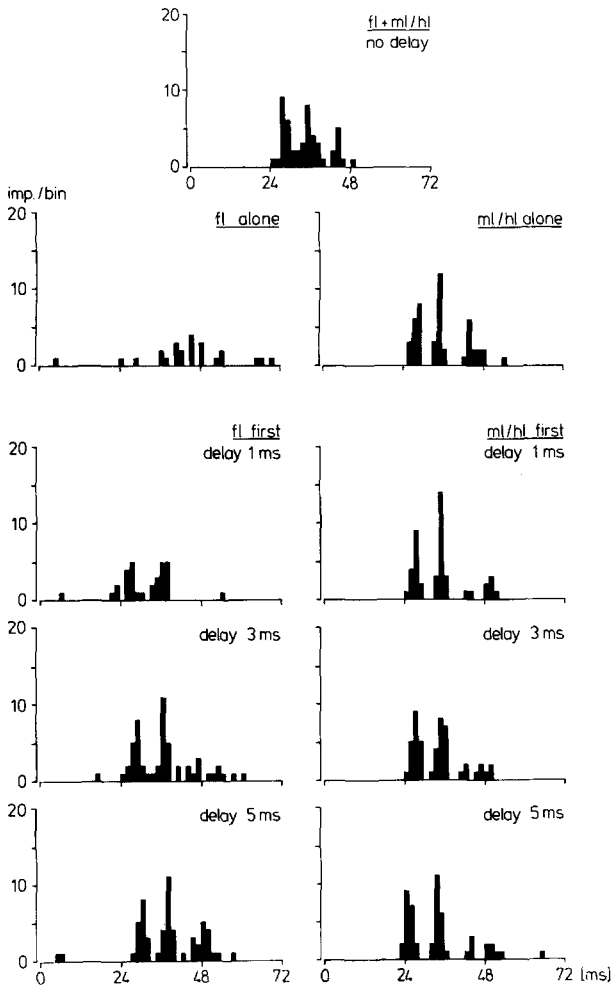 20
fl + ml/hl
no delay
10
0
0 24 48 72
imp./bin
20
fl alone
ml/hl alone
10
0
fl first
ml/hl first
20
delay 1 ms
delay 1 ms
10
0
20
delay 3 ms
delay 3 ms
10
0
20
delay 5 ms
delay 5 ms
10
0
0 24 48 72 0 24 48 72 [ms]